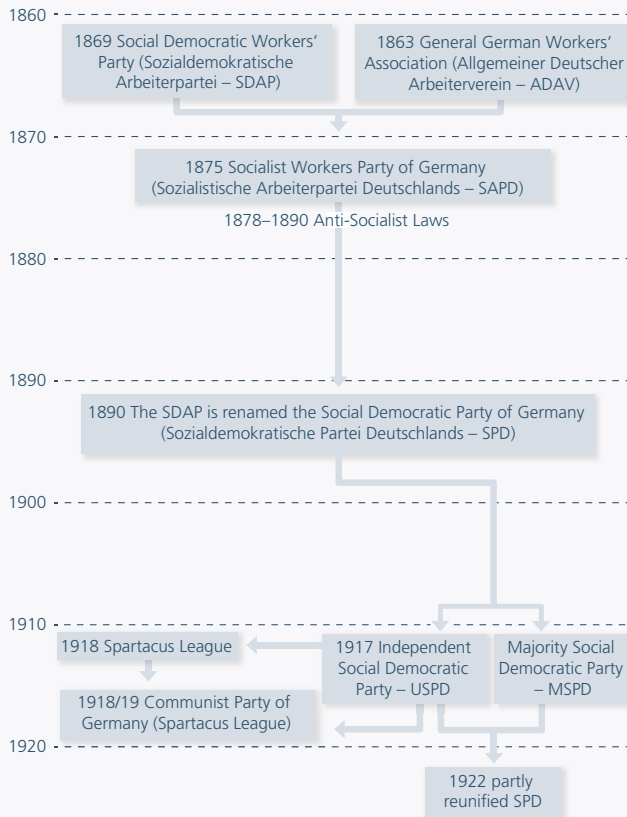 1860
1869 Social Democratic Workers‘
Party (Sozialdemokratische
Arbeiterpartei – SDAP)
1863 General German Workers‘
Association (Allgemeiner Deutscher
Arbeiterverein – ADAV)
1870
1875 Socialist Workers Party of Germany
(Sozialistische Arbeiterpartei Deutschlands – SAPD)
1878–1890 Anti-Socialist Laws
1880
1890
1890 The SDAP is renamed the Social Democratic Party of Germany
(Sozialdemokratische Partei Deutschlands – SPD)
1900
1910
1918 Spartacus League
1917 Independent
Social Democratic
Party – USPD
Majority Social
Democratic Party
– MSPD
1918/19 Communist Party of
Germany (Spartacus League)
1920
1922 partly
reunified SPD